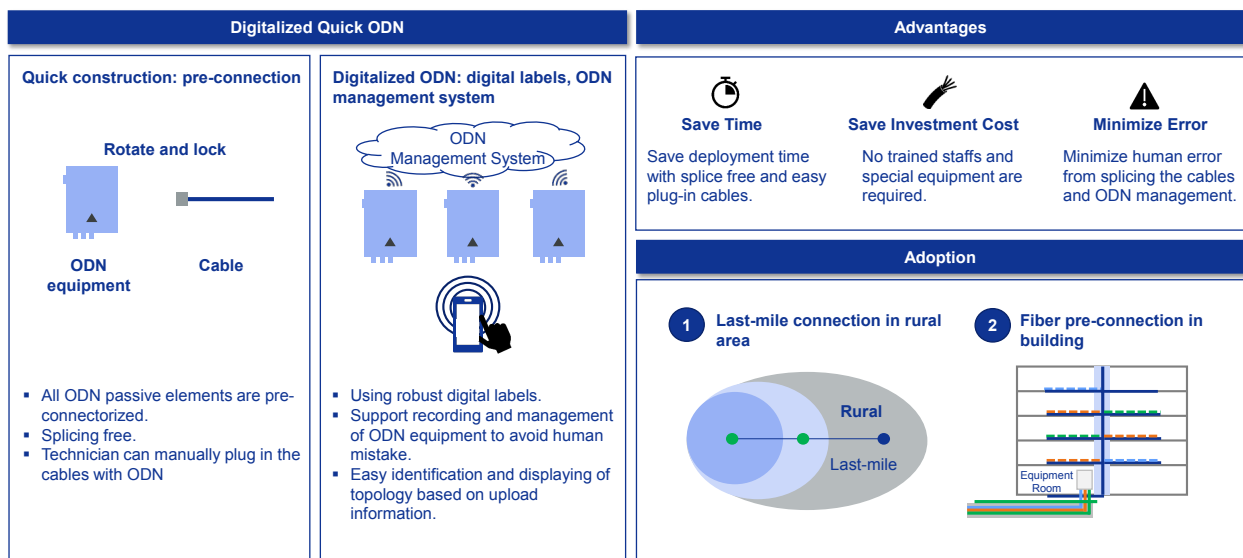 Digitalized Quick ODN
Quick construction: pre-connection
Rotate and lock
ODN
equipment
Cable
▪ All ODN passive elements are pre-
connectorized.
▪ Splicing free.
▪ Technician can manually plug in the
cables with ODN
Digitalized ODN: digital labels, ODN
management system
ODN
Management System
▪ Using robust digital labels.
▪ Support recording and management
of ODN equipment to avoid human
mistake.
▪ Easy identification and displaying of
topology based on upload
information.
Advantages
Save Time
Save deployment time
with splice free and easy
plug-in cables.
Save Investment Cost
No trained staffs and
special equipment are
required.
Minimize Error
Minimize human error
from splicing the cables
and ODN management.
Adoption
1
Last-mile connection in rural
area
Rural
Last-mile
2
Fiber pre-connection in
building
Equipment
Room